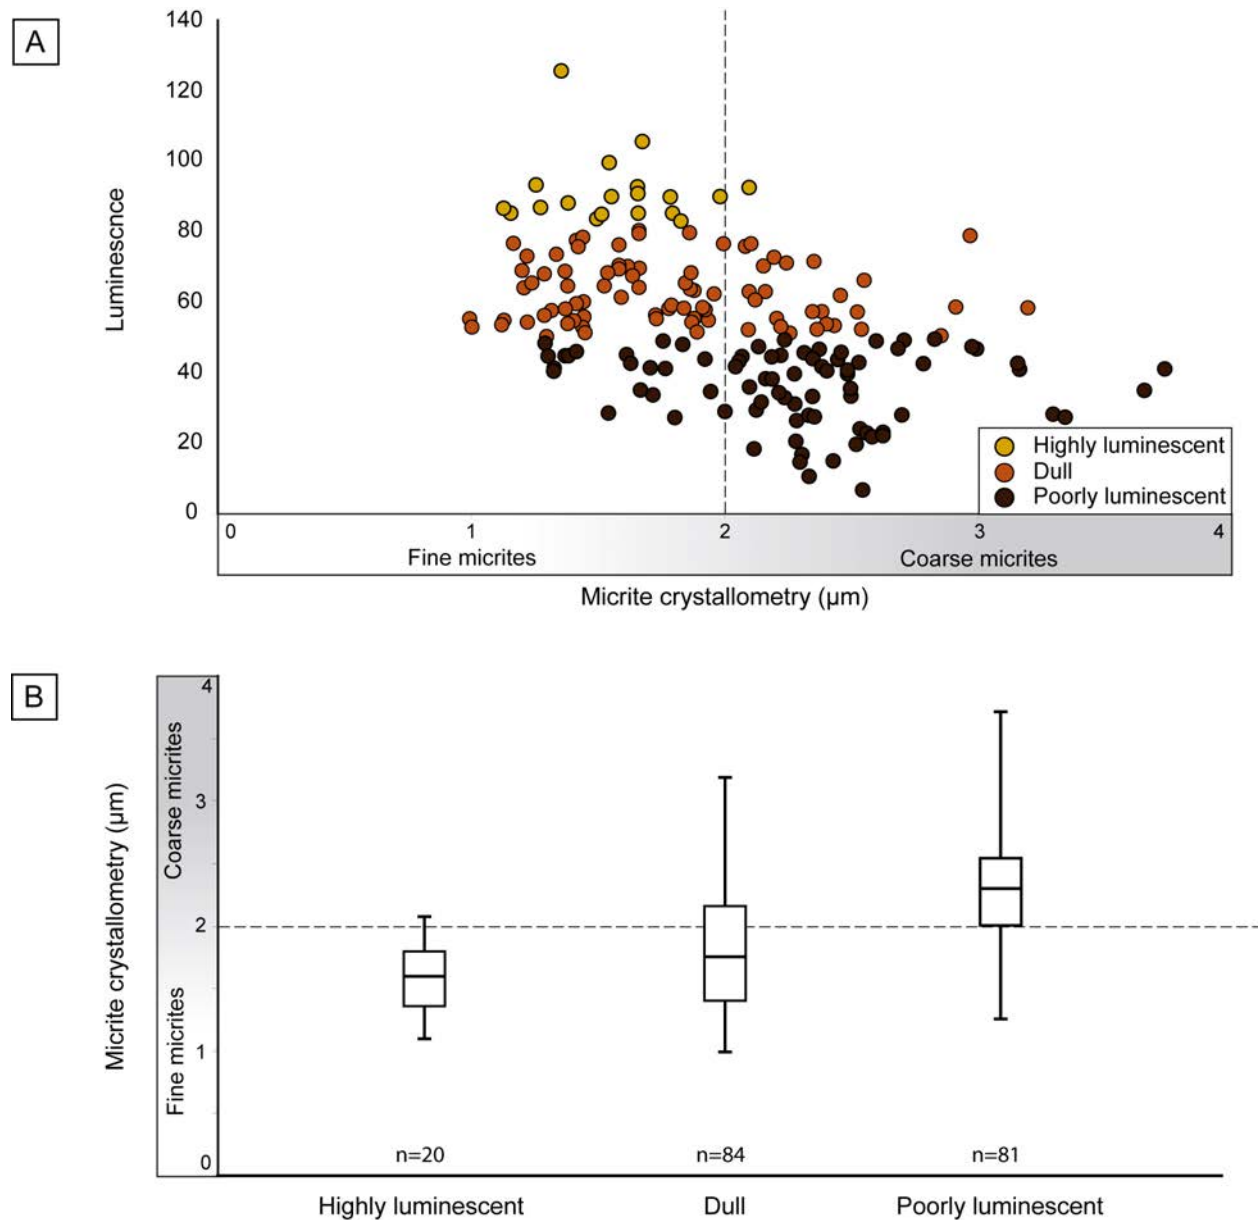 A
140
120
100
80
60
40
20
0
Luminescnce
Highly luminescent
Dull
Poorly luminescent
0 1 2 3 4
Fine micrites Coarse micrites
Micrite crystallometry (µm)
B
4
3
2
1
0
Coarse micrites
Fine micrites
Micrite crystallometry (µm)
n=20 n=84 n=81
Highly luminescent Dull Poorly luminescent